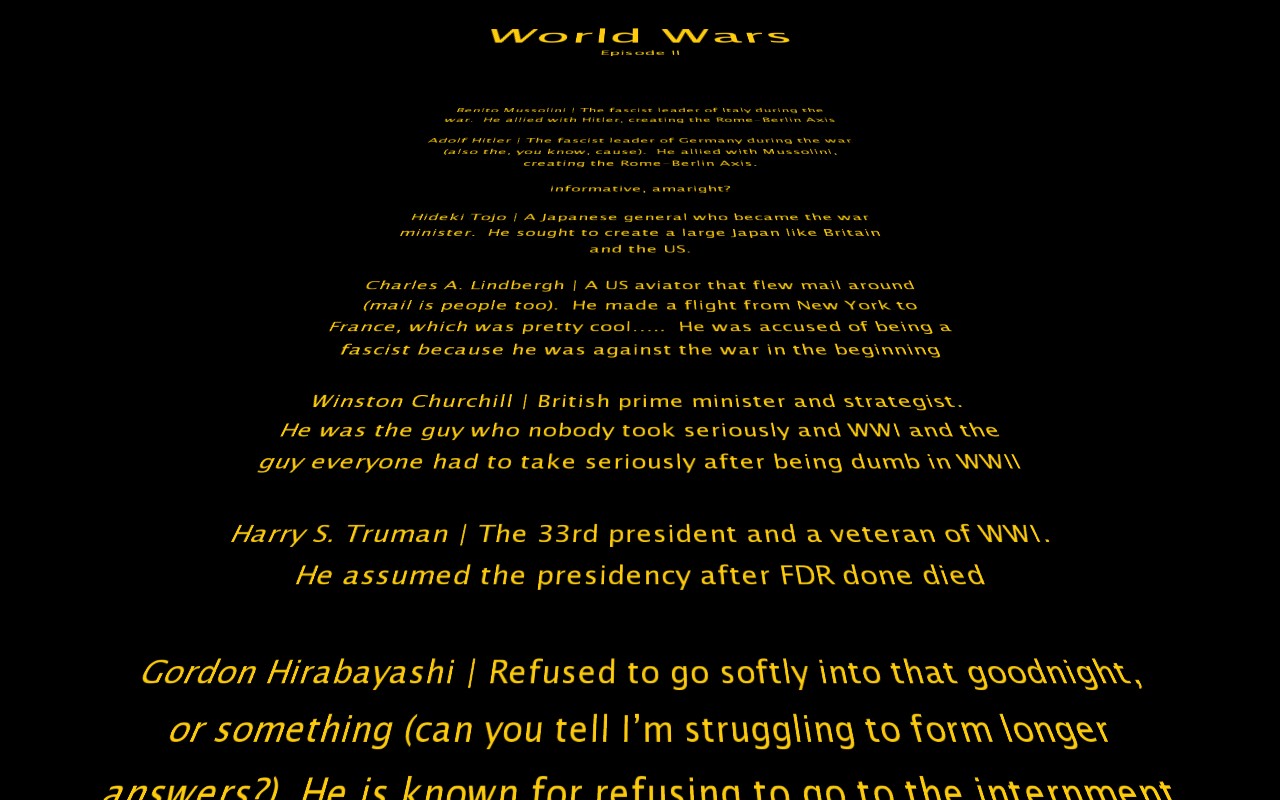 World Wars
Episode II
Benito Mussolini | The fascist leader of Italy during the
war.  He allied with Hitler, creating the Rome-Berlin Axis
Adolf Hitler | The fascist leader of Germany during the war
(also the, you know, cause).  He allied with Mussolini,
creating the Rome-Berlin Axis.
informative, amaright?
Hideki Tojo | A Japanese general who became the war
minister.  He sought to create a large Japan like Britain
and the US.
Charles A. Lindbergh | A US aviator that flew mail around
(mail is people too).  He made a flight from New York to
France, which was pretty cool.....  He was accused of being a
fascist because he was against the war in the beginning
Winston Churchill | British prime minister and strategist.
He was the guy who nobody took seriously and WWI and the
guy everyone had to take seriously after being dumb in WWII
Harry S. Truman | The 33rd president and a veteran of WWI.
He assumed the presidency after FDR done died
Gordon Hirabayashi | Refused to go softly into that goodnight,
or something (can you tell I’m struggling to form longer
answers?)  He is known for refusing to go to the internment